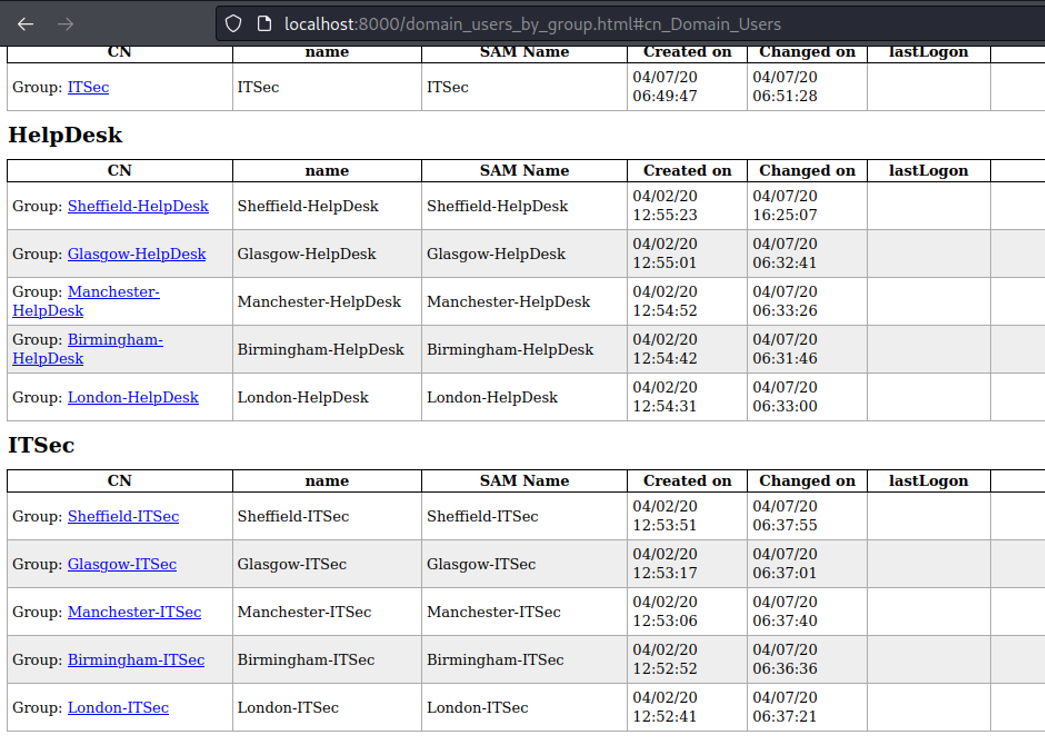 localhost:8000/domain_users_by_group.html#cn_Domain_Users
CN name SAM Name Created on Changed on lastLogon
Group: ITSec ITSec ITSec 04/07/20 06:49:47 04/07/20 06:51:28
HelpDesk
CN name SAM Name Created on Changed on lastLogon
Group: Sheffield-HelpDesk Sheffield-HelpDesk Sheffield-HelpDesk 04/02/20 12:55:23 04/07/20 16:25:07
Group: Glasgow-HelpDesk Glasgow-HelpDesk Glasgow-HelpDesk 04/02/20 12:55:01 04/07/20 06:32:41
Group: Manchester-HelpDesk Manchester-HelpDesk Manchester-HelpDesk 04/02/20 12:54:52 04/07/20 06:33:26
Group: Birmingham-HelpDesk Birmingham-HelpDesk Birmingham-HelpDesk 04/02/20 12:54:42 04/07/20 06:31:46
Group: London-HelpDesk London-HelpDesk London-HelpDesk 04/02/20 12:54:31 04/07/20 06:33:00
ITSec
CN name SAM Name Created on Changed on lastLogon
Group: Sheffield-ITSec Sheffield-ITSec Sheffield-ITSec 04/02/20 12:53:51 04/07/20 06:37:55
Group: Glasgow-ITSec Glasgow-ITSec Glasgow-ITSec 04/02/20 12:53:17 04/07/20 06:37:01
Group: Manchester-ITSec Manchester-ITSec Manchester-ITSec 04/02/20 12:53:06 04/07/20 06:37:40
Group: Birmingham-ITSec Birmingham-ITSec Birmingham-ITSec 04/02/20 12:52:52 04/07/20 06:36:36
Group: London-ITSec London-ITSec London-ITSec 04/02/20 12:52:41 04/07/20 06:37:21